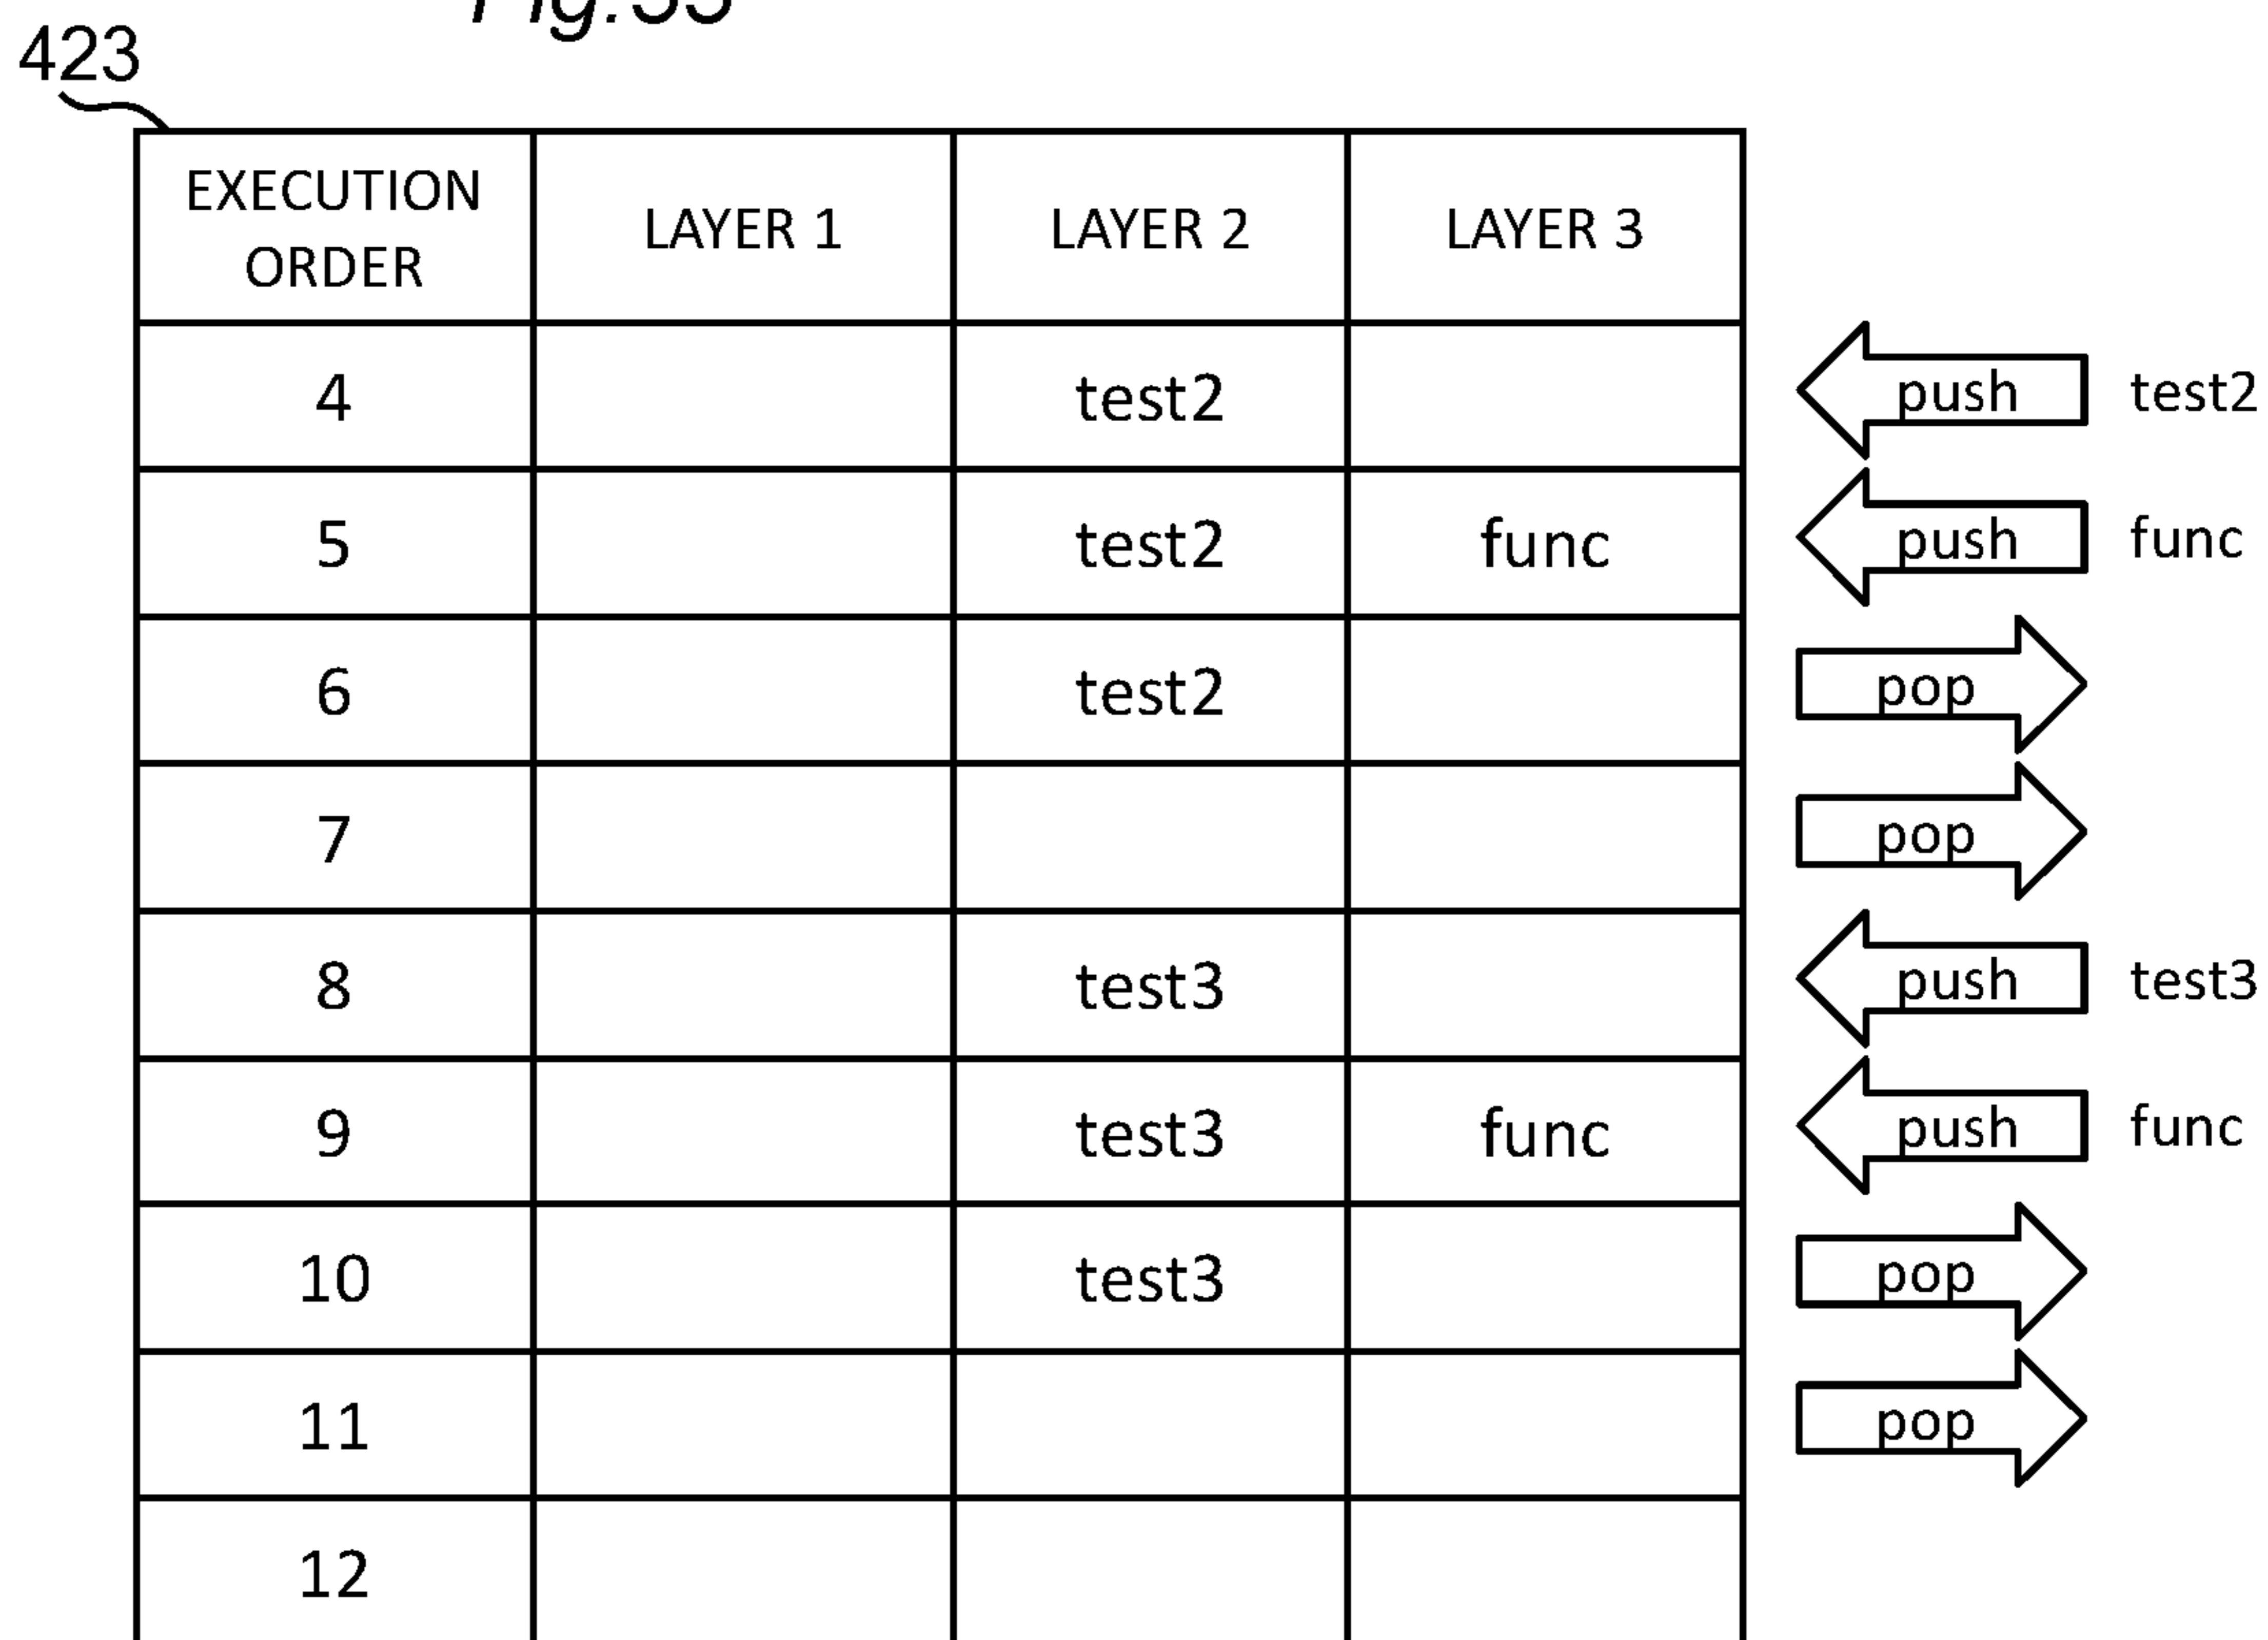 423
EXECUTION
ORDER
LAYER 1
LAYER 2
LAYER 3
4 test2 push test2
5 test2 func push func
6 test2 pop
7 pop
8 test3 push test3
9 test3 func push func
10 test3 pop
11 pop
12